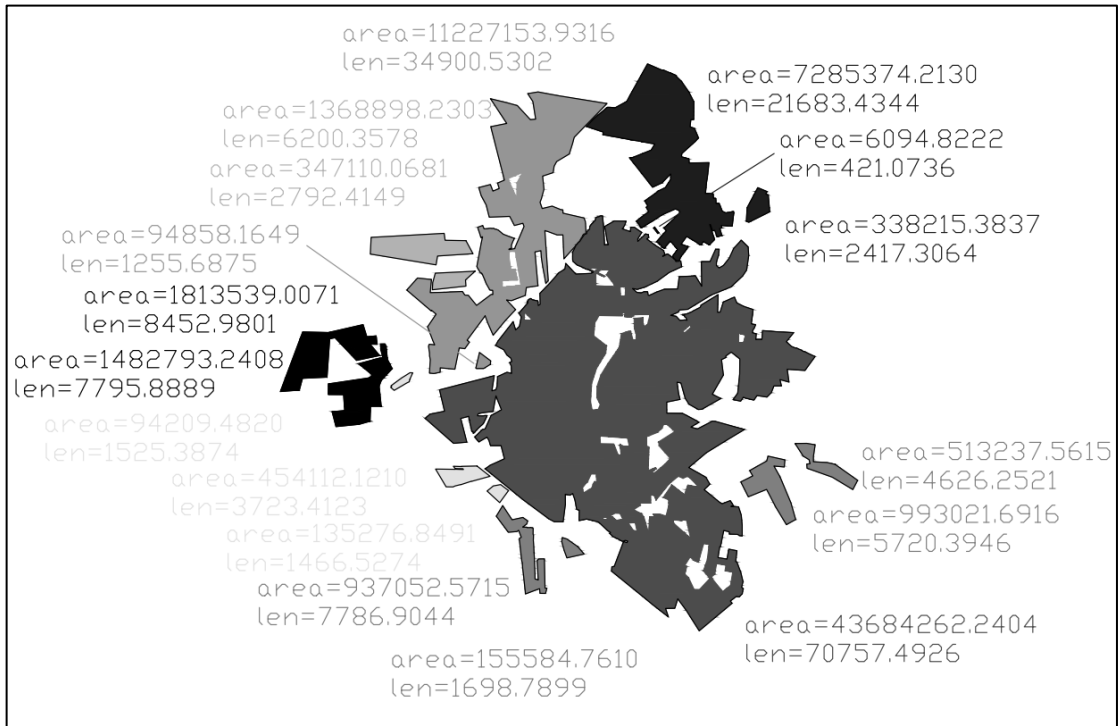 area=11227153.9316
len=34900.5302
area=7285374.2130
len=21683.4344
area=1368898.2303
len=6200.3578
area=6094.8222
len=421.0736
area=347110.0681
len=2792.4149
area=338215.3837
len=2417.3064
area=94858.1649
len=1255.6875
area=1813539.0071
len=8452.9801
area=1482793.2408
len=7795.8889
area=94209.4820
len=1525.3874
area=513237.5615
len=4626.2521
area=454112.1210
len=3723.4123
area=993021.6916
len=5720.3946
area=135276.8491
len=1466.5274
area=937052.5715
len=7786.9044
area=43684262.2404
len=70757.4926
area=155584.7610
len=1698.7899